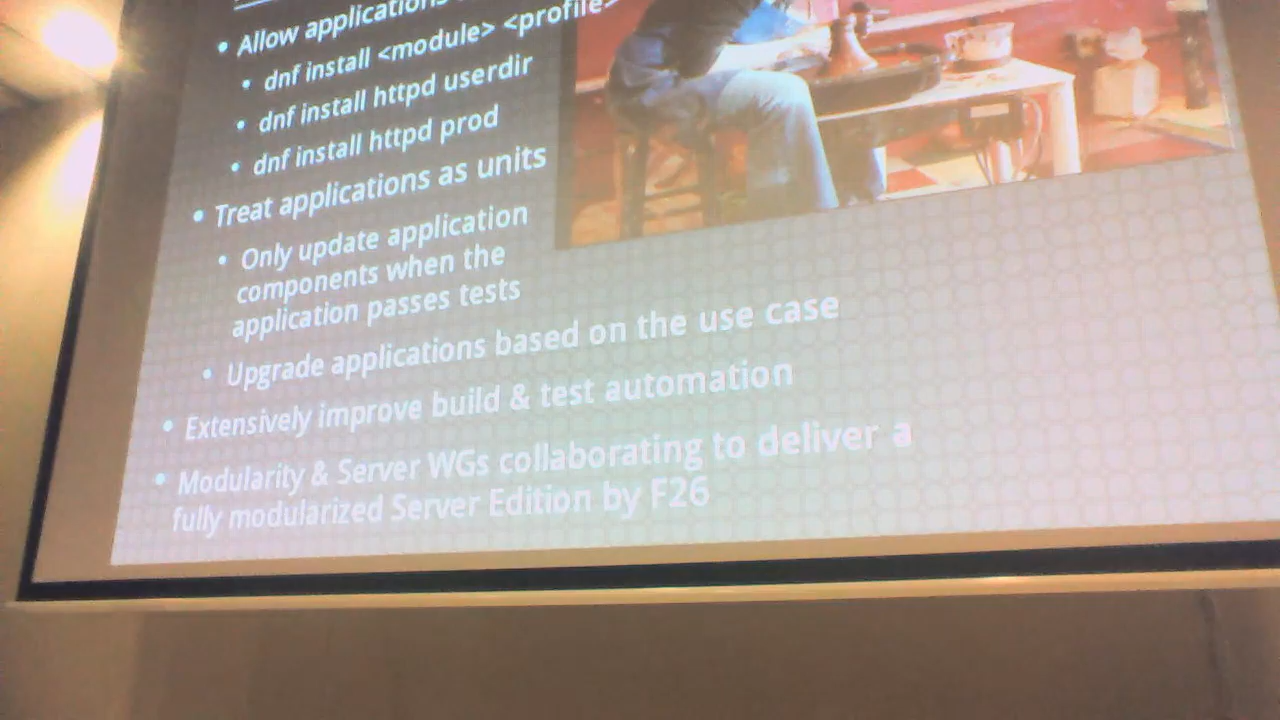 • Allow applications
• dnf install <module> <profile>
• dnf install httpd userdir
• dnf install httpd prod
• Treat applications as units
• Only update application
components when the
application passes tests
• Upgrade applications based on the use case
• Extensively improve build & test automation
• Modularity & Server WGs collaborating to deliver a
fully modularized Server Edition by F26